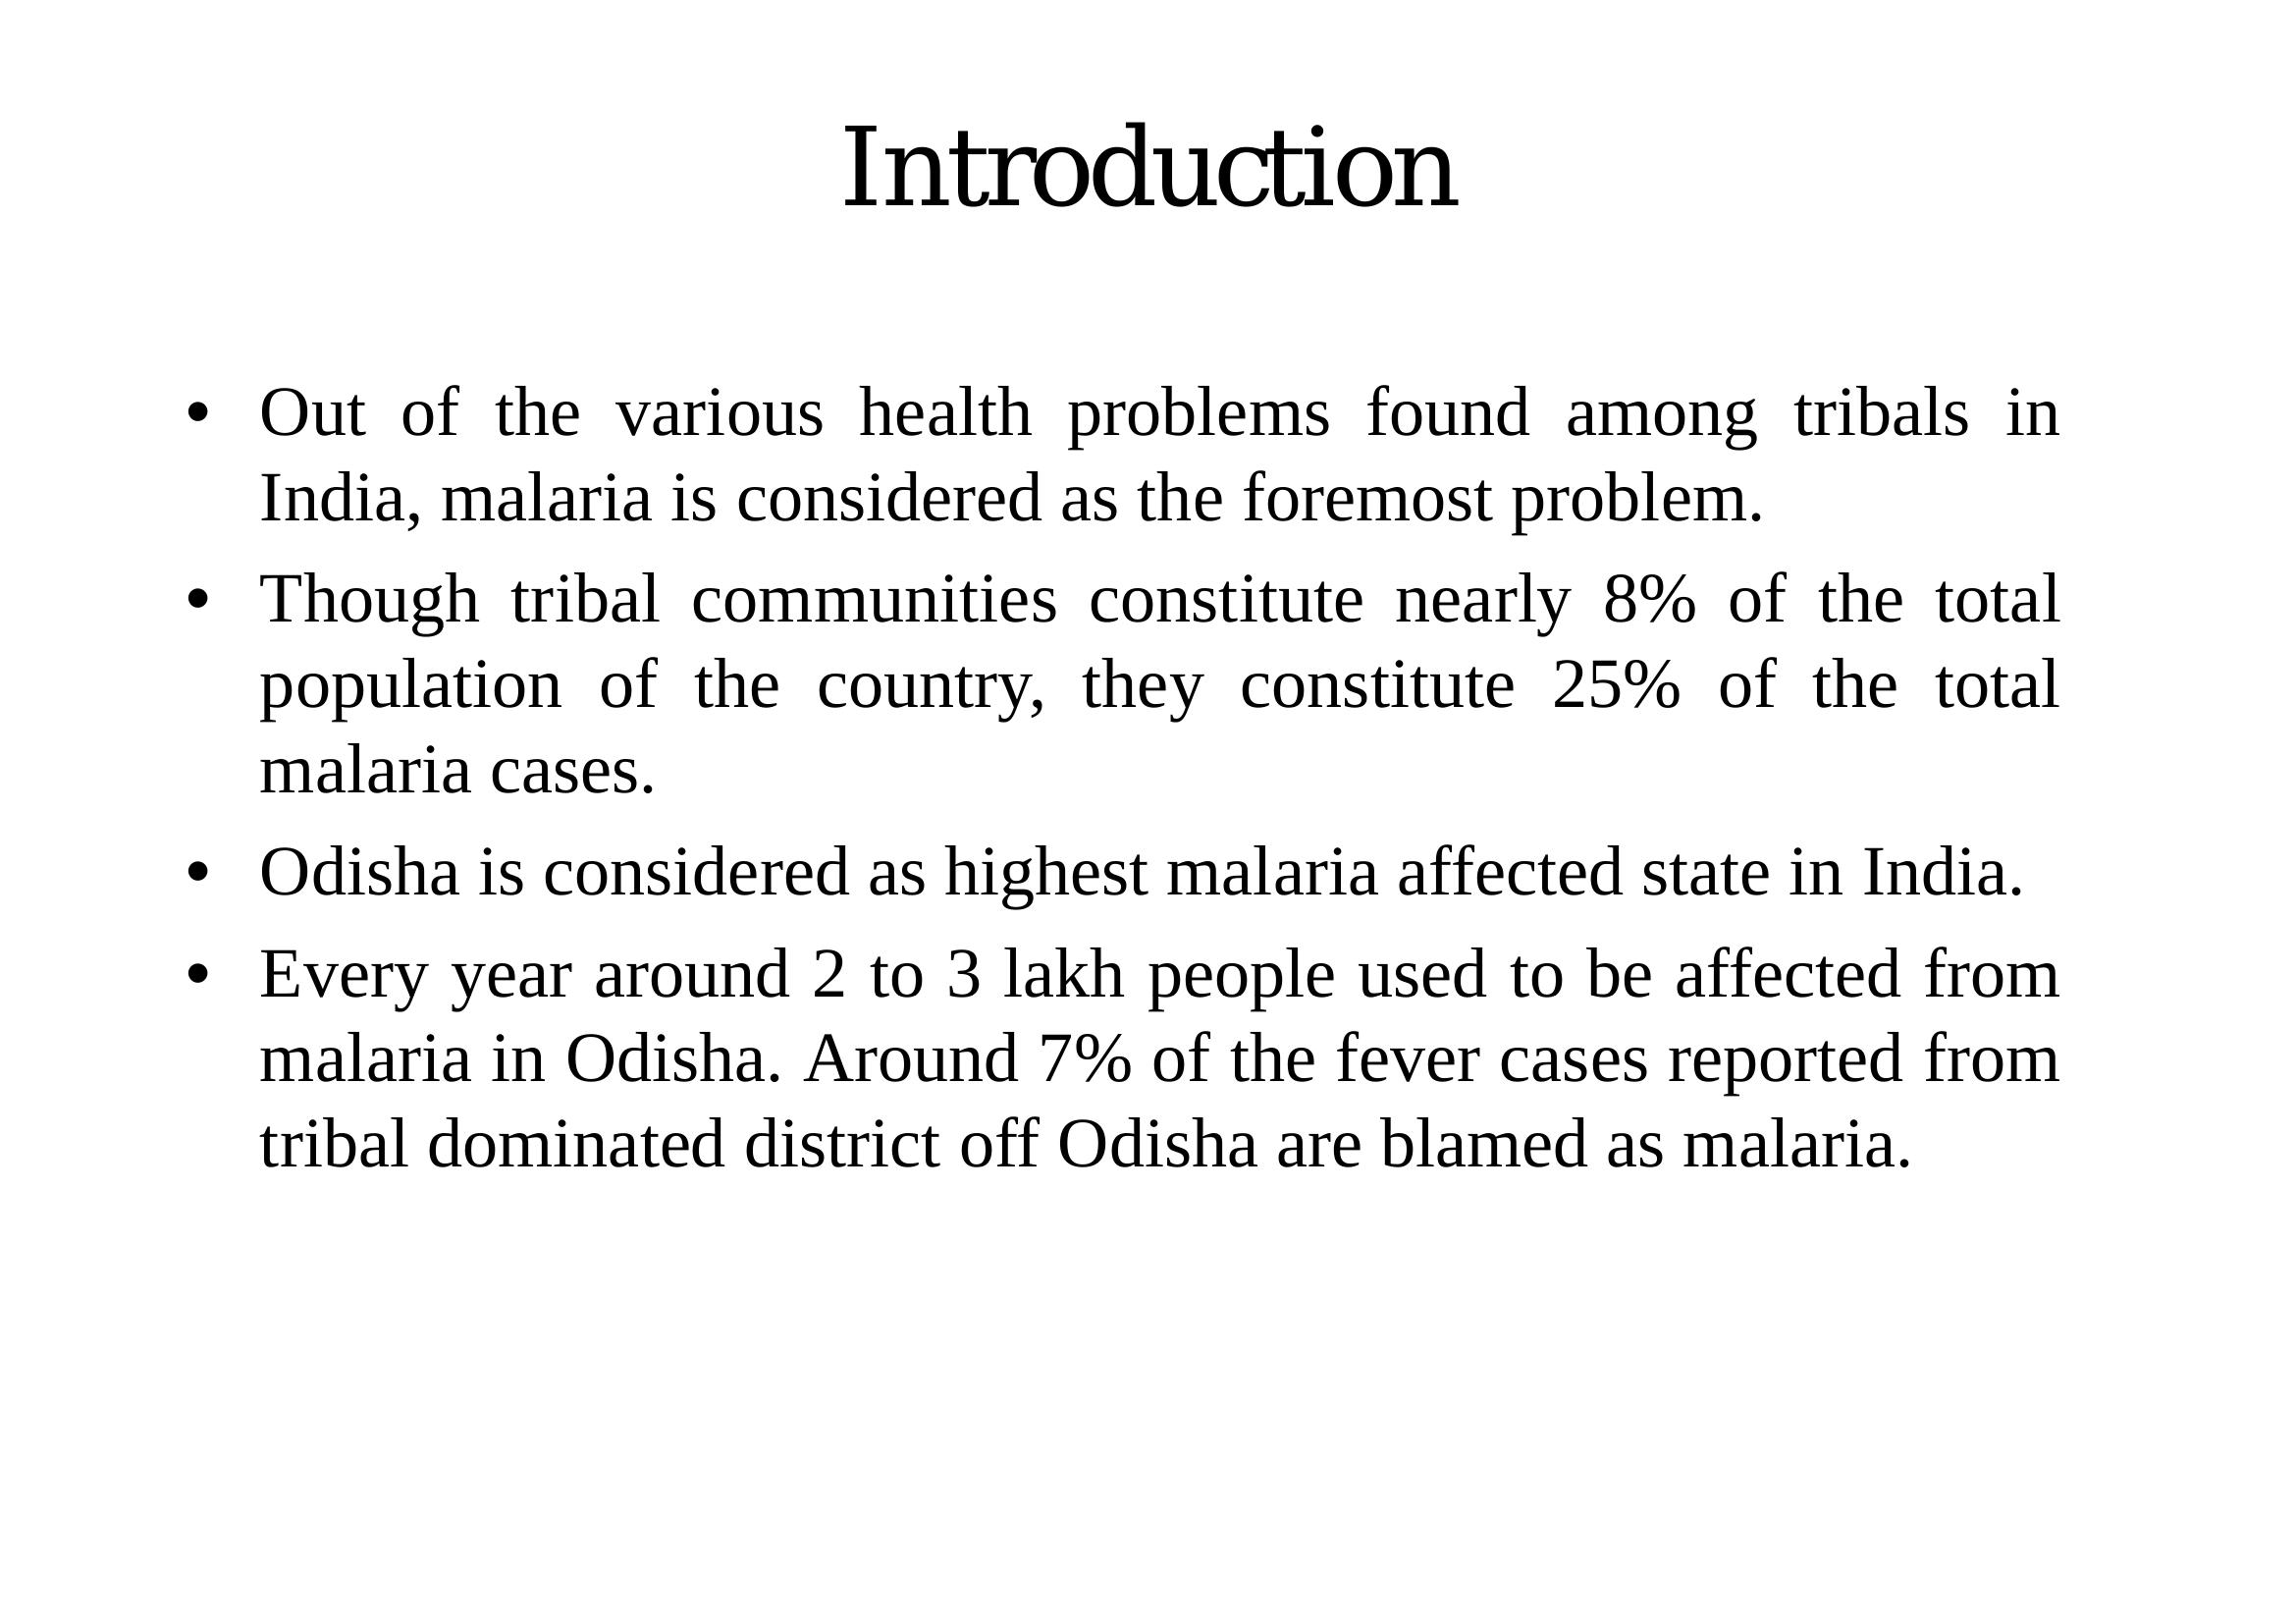 Introduction
• Out of the various health problems found among tribals in
India, malaria is considered as the foremost problem.
• Though tribal communities constitute nearly 8% of the total
population of the country, they constitute 25% of the total
malaria cases.
• Odisha is considered as highest malaria affected state in India.
• Every year around 2 to 3 lakh people used to be affected from
malaria in Odisha. Around 7% of the fever cases reported from
tribal dominated district off Odisha are blamed as malaria.